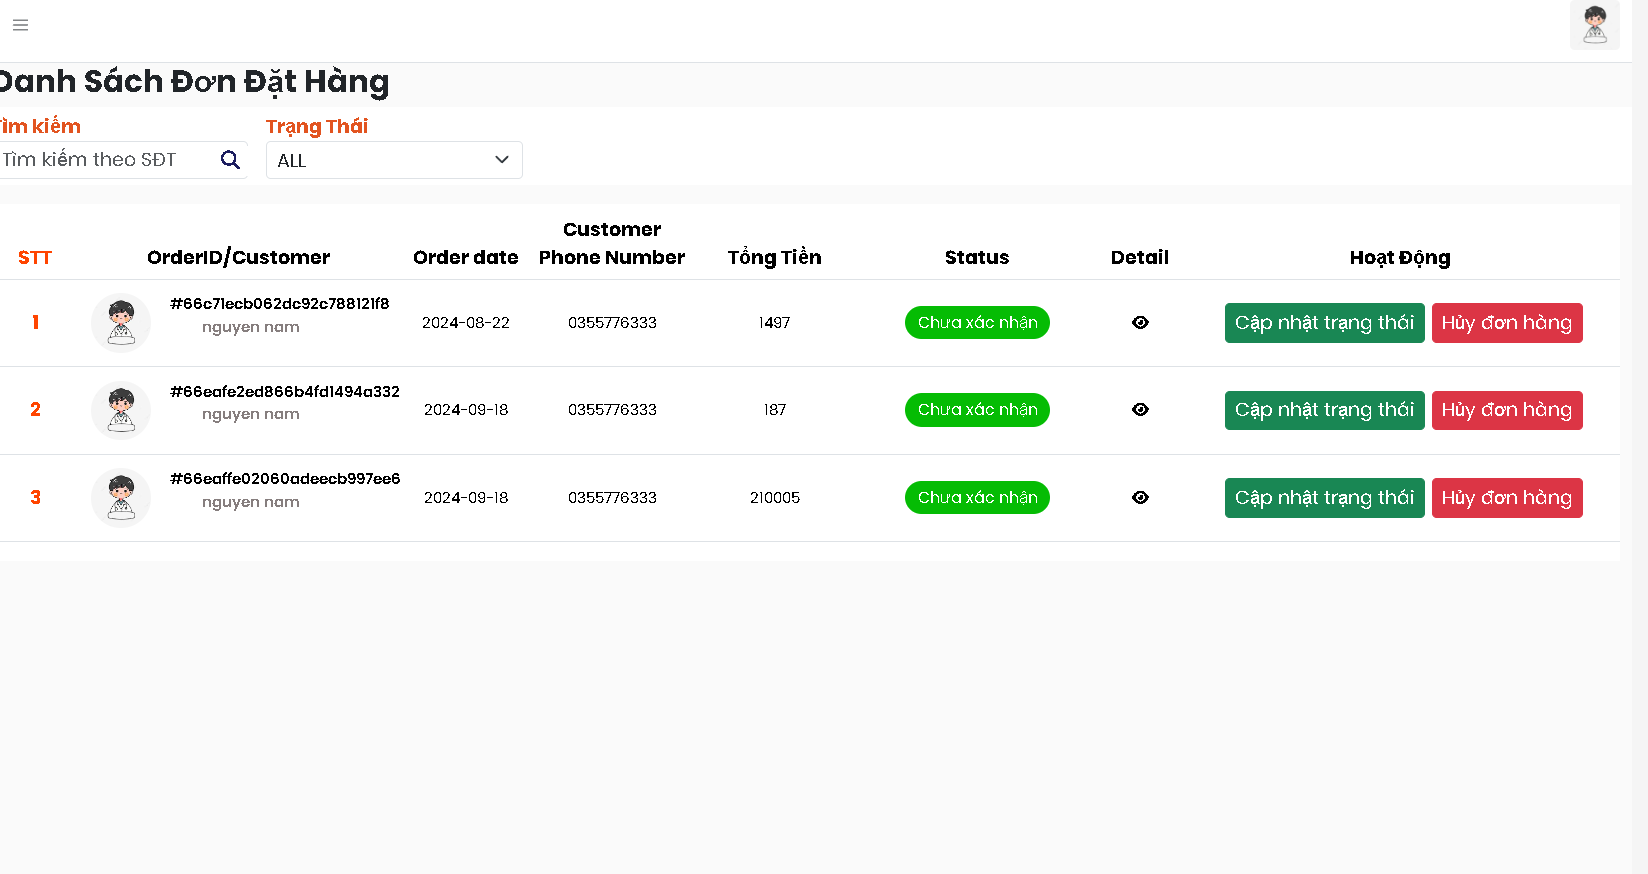 Danh Sách Đơn Đặt Hàng
Tìm kiếm
Trạng Thái
Tìm kiếm theo SĐT
ALL
STT
OrderID/Customer
Order date
Customer
Phone Number
Tổng Tiền
Status
Detail
Hoạt Động
1
#66c71ecb062dc92c788121f8
nguyen nam
2024-08-22
0355776333
1497
Chưa xác nhận
Cập nhật trạng thái
Hủy đơn hàng
2
#66eafe2ed866b4fd1494a332
nguyen nam
2024-09-18
0355776333
187
Chưa xác nhận
Cập nhật trạng thái
Hủy đơn hàng
3
#66eaffe02060adeecb997ee6
nguyen nam
2024-09-18
0355776333
210005
Chưa xác nhận
Cập nhật trạng thái
Hủy đơn hàng